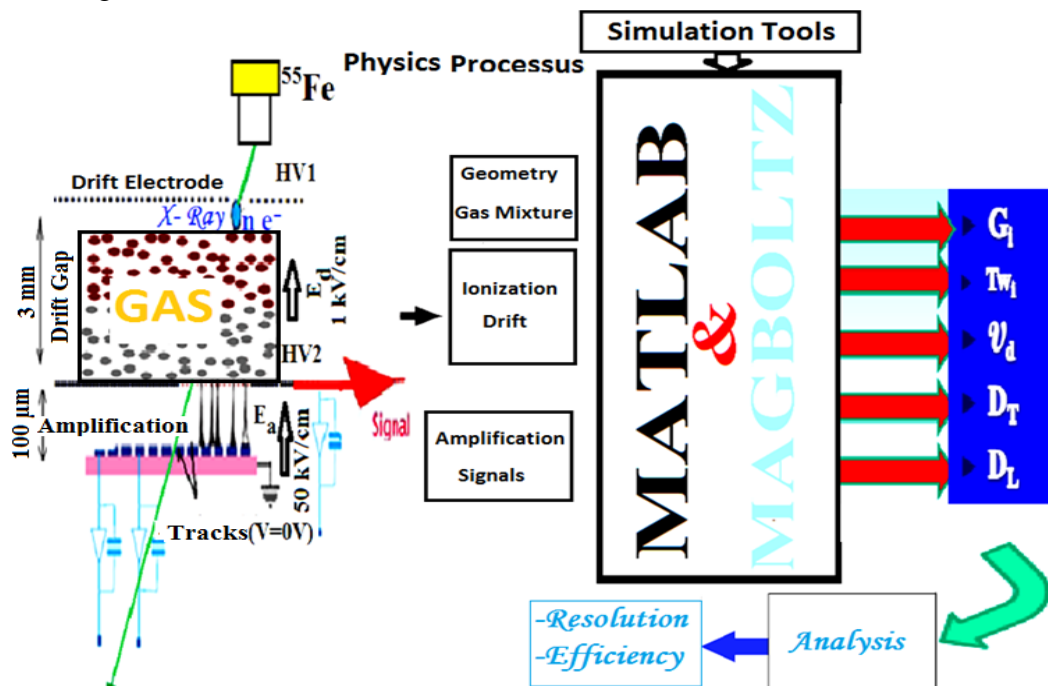 Simulation Tools
Physics Processus
55Fe
HV1
Drift Electrode
X- Ray
n e-
3 mm
Drift Gap
GAS
Ed
1 kV/cm
HV2
100 µm
Amplification
Ea
50 kV/cm
Signal
Tracks(V=0V)
Geometry
Gas Mixture
Ionization
Drift
Amplification
Signals
MATLAB
&
MAGBOLTZ
Gi
Twi
Vd
DT
DL
-Resolution
-Efficiency
Analysis